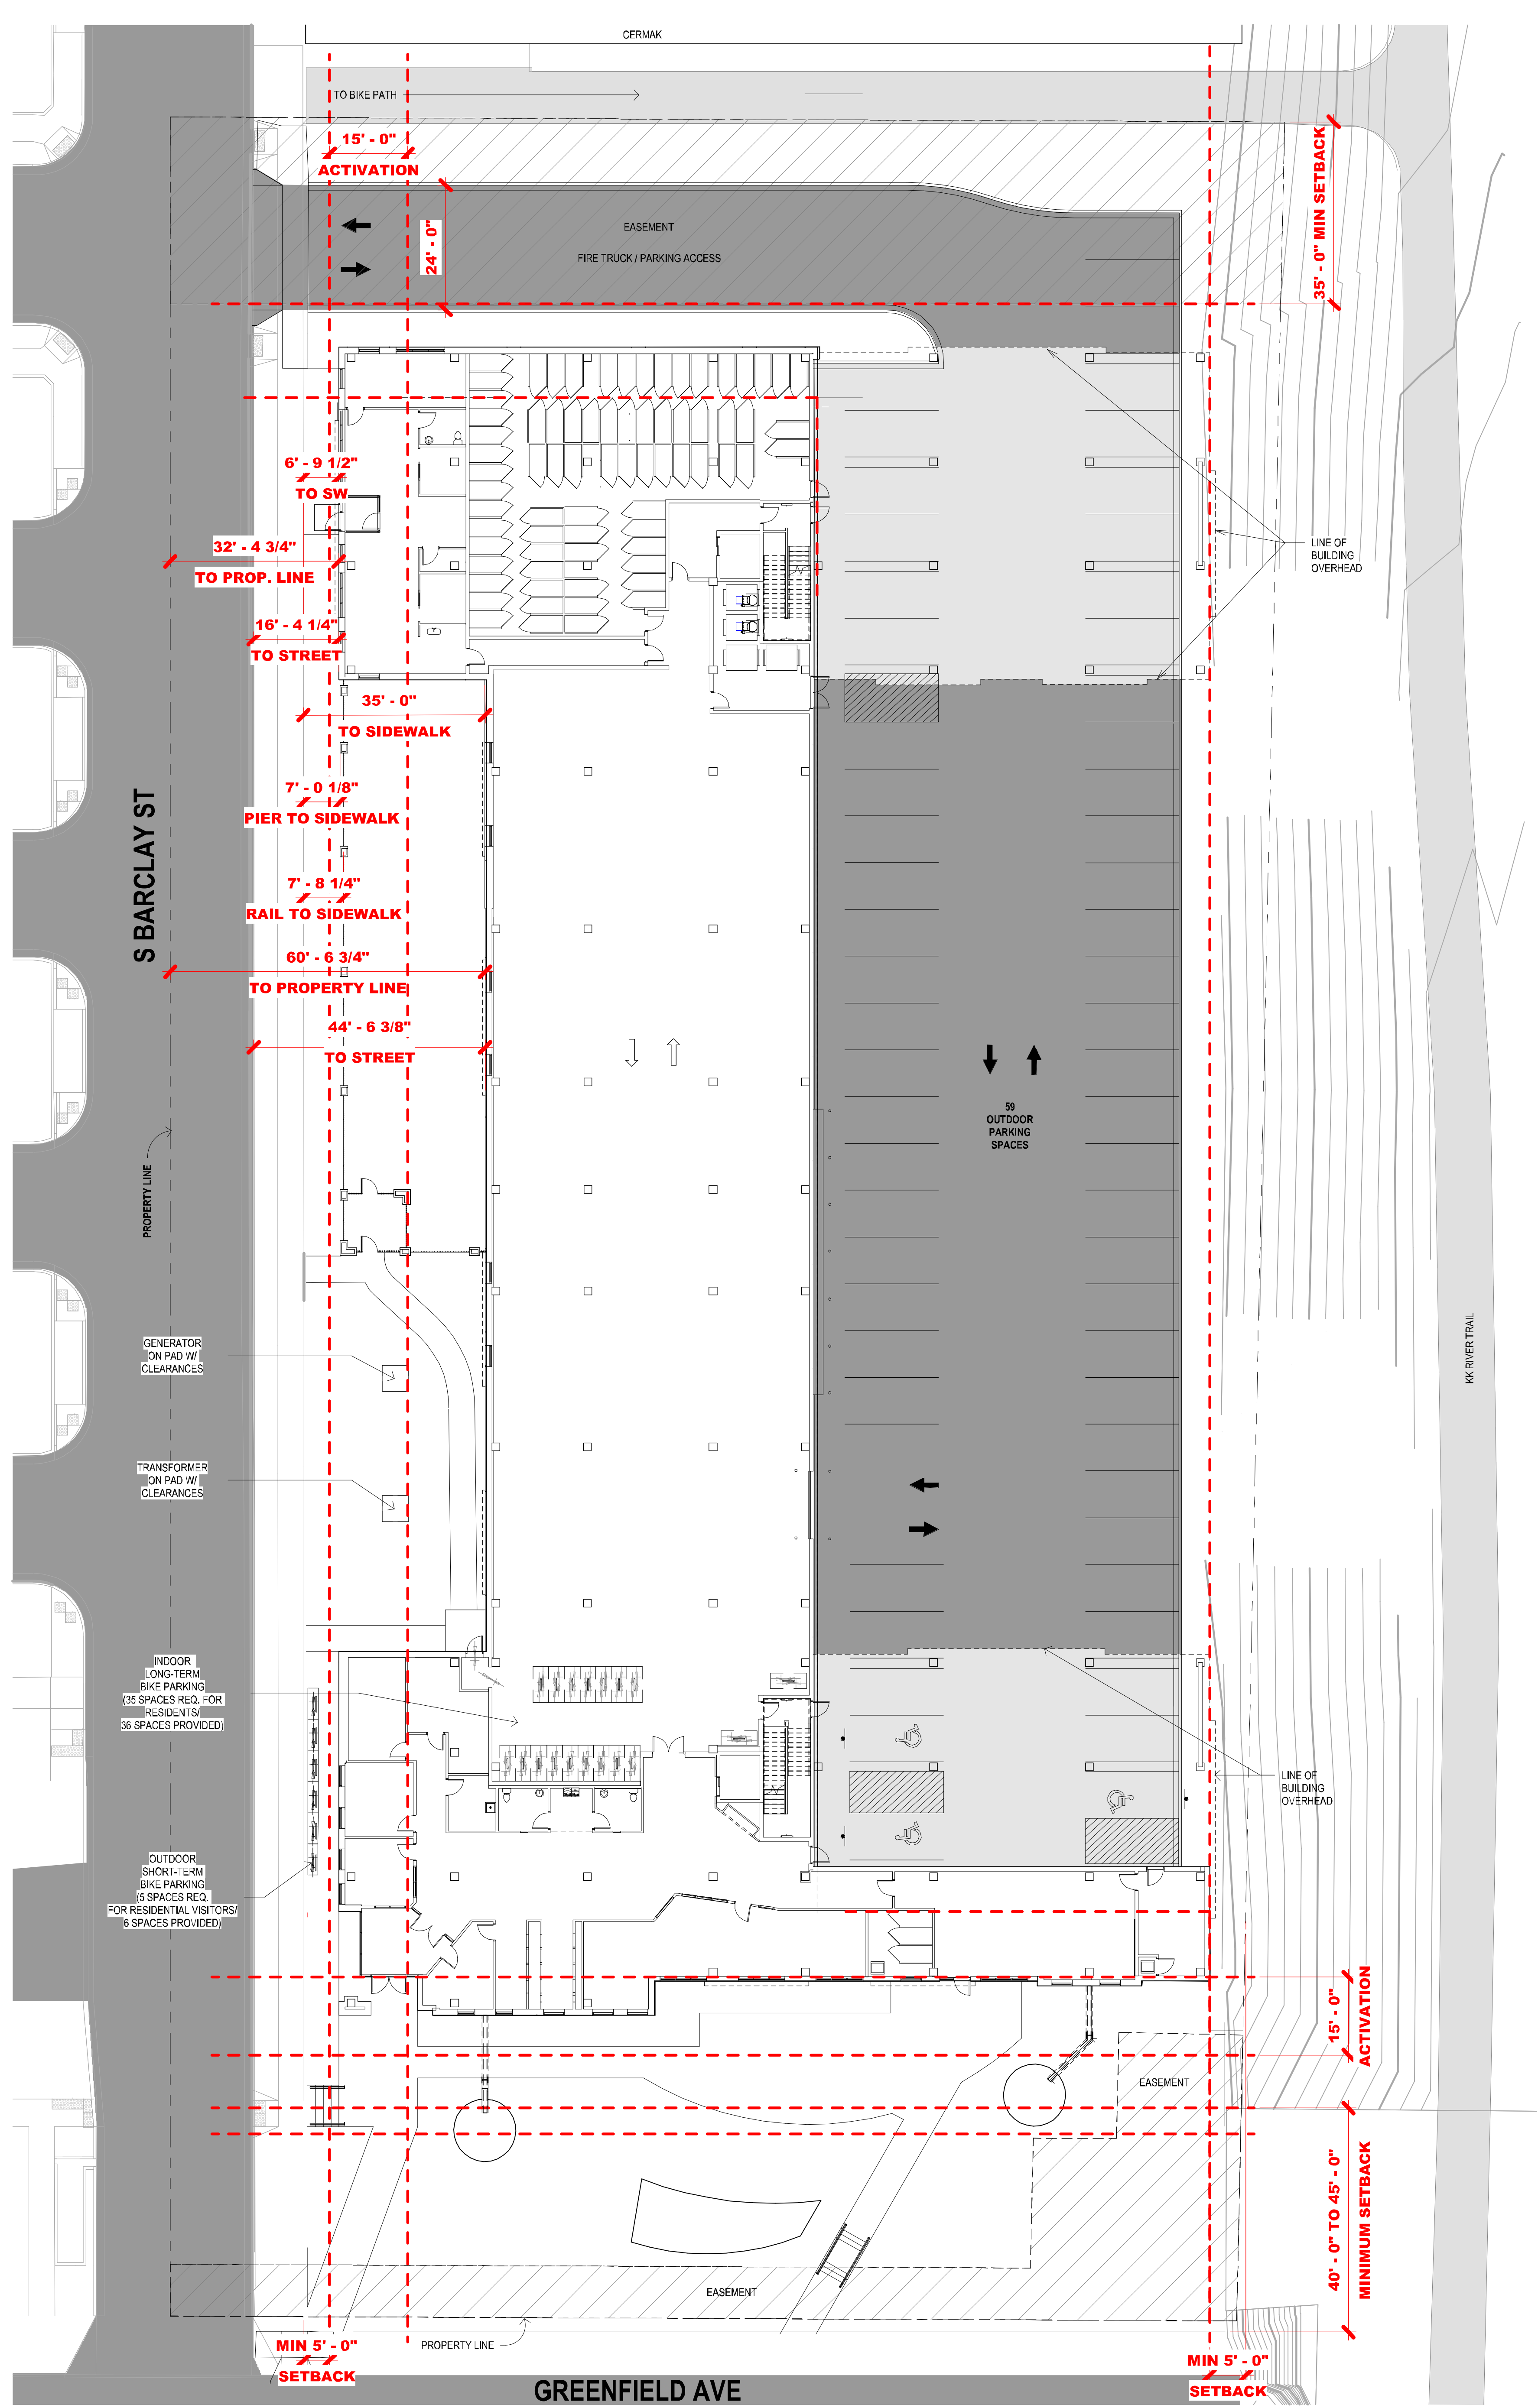 CERMAK
TO BIKE PATH
15' - 0"
ACTIVATION
35' - 0" MIN SETBACK
24' - 0"
EASEMENT
FIRE TRUCK / PARKING ACCESS
6' - 9 1/2"
TO SW
32' - 4 3/4"
TO PROP. LINE
LINE OF
BUILDING
OVERHEAD
16' - 4 1/4"
TO STREET
35' - 0"
TO SIDEWALK
7' - 0 1/8"
PIER TO SIDEWALK
S BARCLAY ST
7' - 8 1/4"
RAIL TO SIDEWALK
60' - 6 3/4"
TO PROPERTY LINE
44' - 6 3/8"
TO STREET
59
OUTDOOR
PARKING
SPACES
PROPERTY LINE
GENERATOR
ON PAD W/
CLEARANCES
KK RIVER TRAIL
TRANSFORMER
ON PAD W/
CLEARANCES
INDOOR
LONG-TERM
BIKE PARKING
(35 SPACES REQ. FOR
RESIDENTS/
36 SPACES PROVIDED)
LINE OF
BUILDING
OVERHEAD
OUTDOOR
SHORT-TERM
BIKE PARKING
(5 SPACES REQ.
FOR RESIDENTIAL VISITORS/
6 SPACES PROVIDED)
15' - 0"
ACTIVATION
EASEMENT
40' - 0" TO 45' - 0"
MINIMUM SETBACK
EASEMENT
PROPERTY LINE
MIN 5' - 0"
SETBACK
MIN 5' - 0"
SETBACK
GREENFIELD AVE